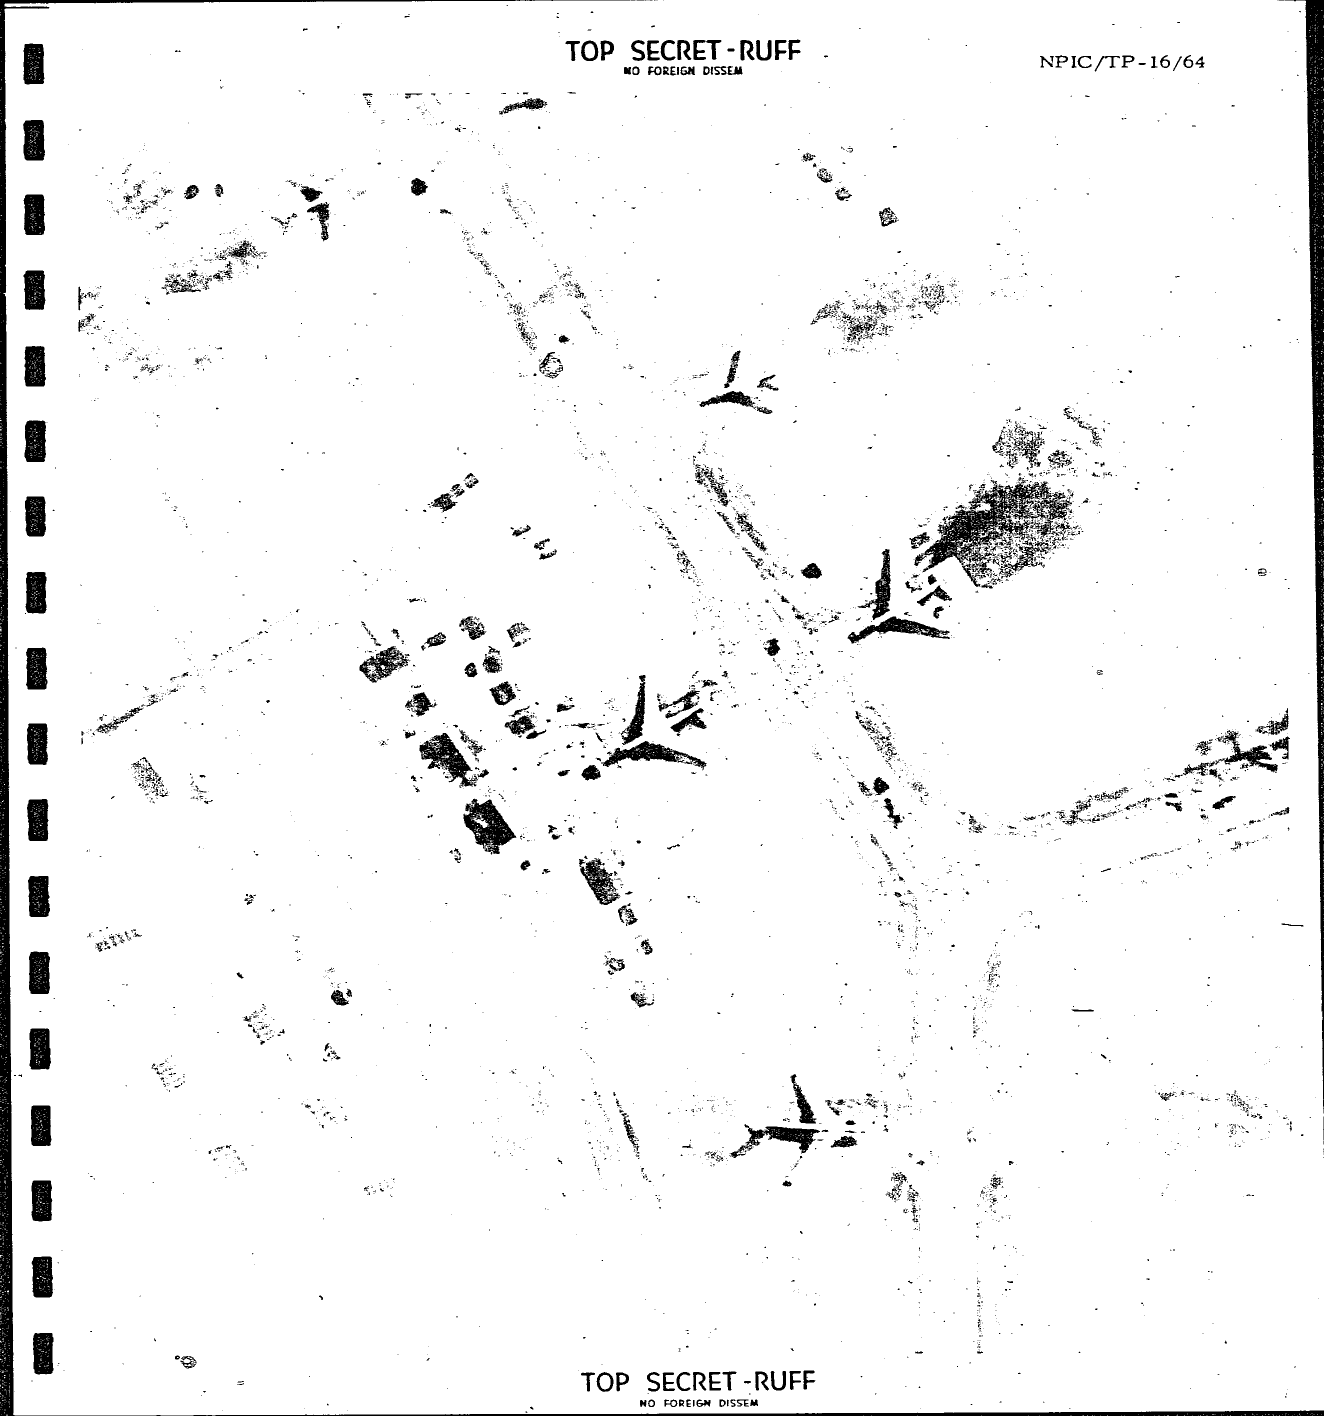 TOP SECRET-RUFF
NO FOREIGN DISSEM
NPIC/TP-16/64
TOP SECRET-RUFF
NO FOREIGN DISSEM